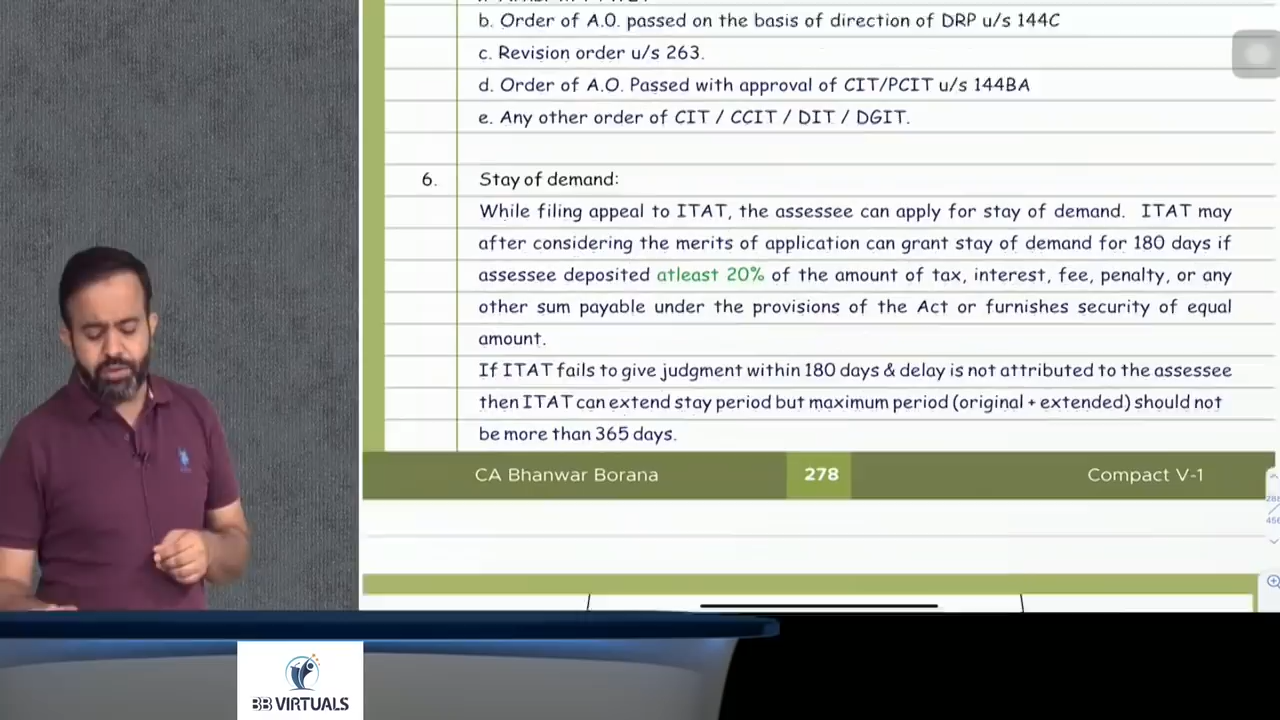 b. Order of A.O. passed on the basis of direction of DRP u/s 144C
c. Revision order u/s 263.
d. Order of A.O. Passed with approval of CIT/PCIT u/s 144BA
e. Any other order of CIT / CCIT / DIT / DGIT.
6. Stay of demand:
While filing appeal to ITAT, the assessee can apply for stay of demand. ITAT may
after considering the merits of application can grant stay of demand for 180 days if
assessee deposited atleast 20% of the amount of tax, interest, fee, penalty, or any
other sum payable under the provisions of the Act or furnishes security of equal
amount.
If ITAT fails to give judgment within 180 days & delay is not attributed to the assessee
then ITAT can extend stay period but maximum period (original + extended) should not
be more than 365 days.
CA Bhanwar Borana 278 Compact V-1
BB VIRTUALS